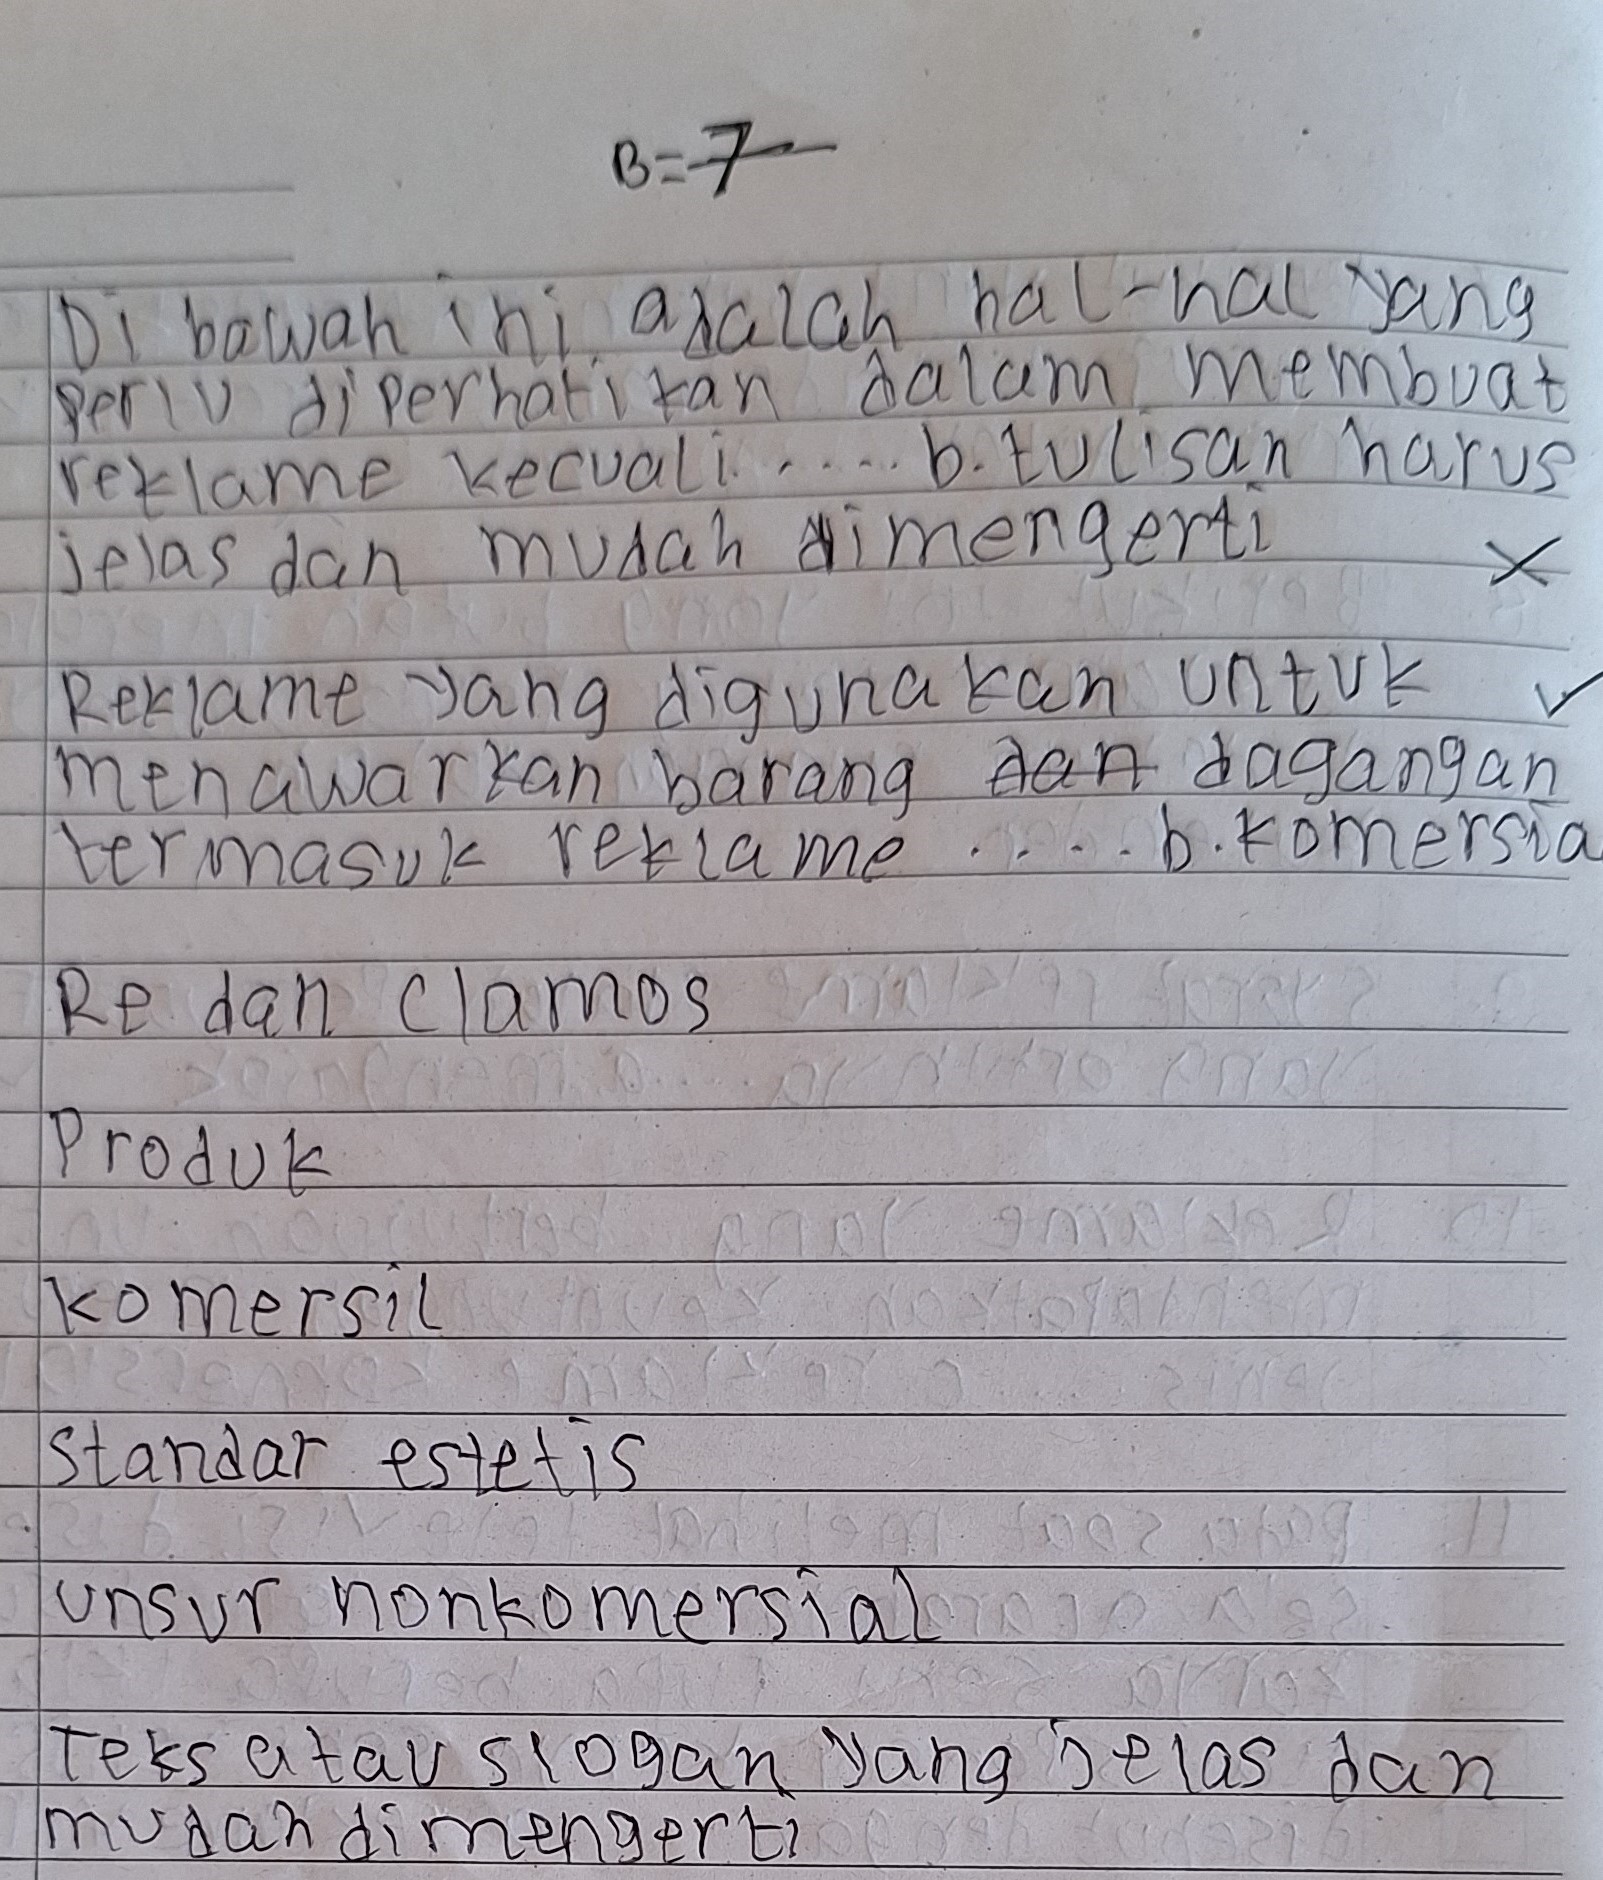 B=7
Di bawah ini adalah hal-hal yang
perlu diperhatikan dalam membuat
reklame kecuali..... b. tulisan harus
jelas dan mudah dimengerti
Reklame yang digunakan untuk
menawarkan barang dan dagangan
termasuk reklame .... b. komersia
Re dan Clamos
Produk
komersil
standar estetis
unsur nonkomersial
Teks atau slogan yang jelas dan
mudah dimengerti